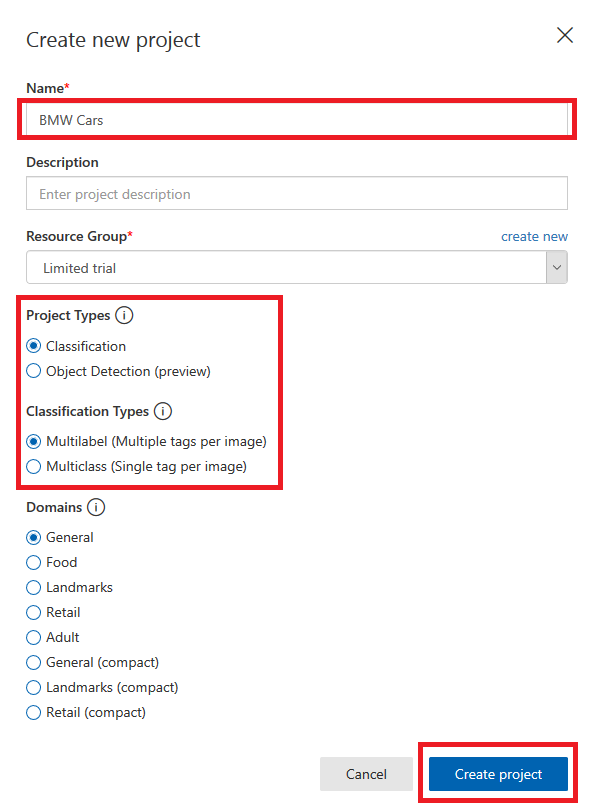 Create new project
Name*
BMW Cars
Description
Enter project description
Resource Group* create new
Limited trial
Project Types i
Classification
Object Detection (preview)
Classification Types i
Multilabel (Multiple tags per image)
Multiclass (Single tag per image)
Domains i
General
Food
Landmarks
Retail
Adult
General (compact)
Landmarks (compact)
Retail (compact)
Cancel Create project